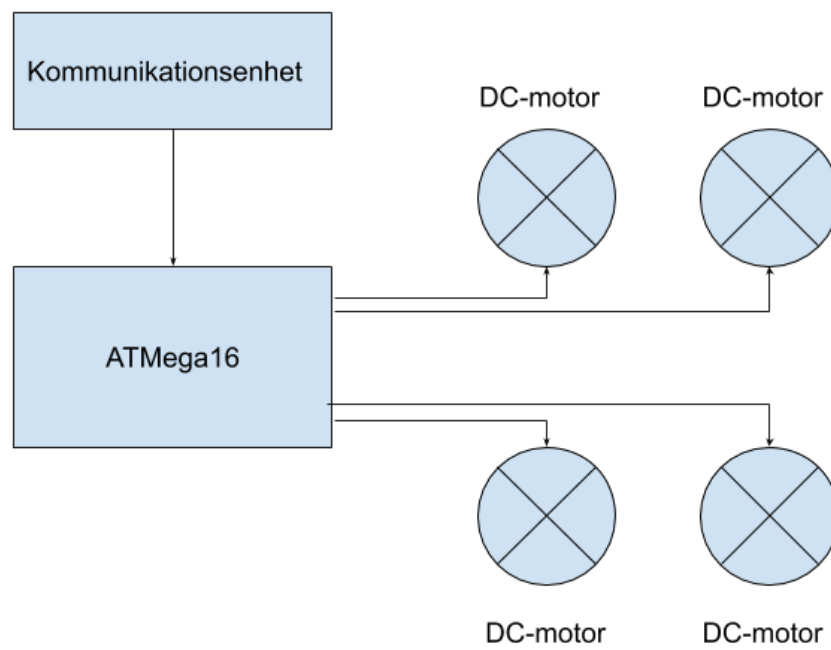 Kommunikationsenhet
DC-motor
DC-motor
ATMega16
DC-motor
DC-motor